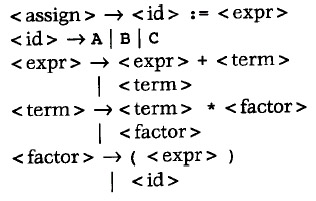 <assign> → <id> := <expr>
<id> → A | B | C
<expr> → <expr> + <term>
| <term>
<term> → <term> * <factor>
| <factor>
<factor> → ( <expr> )
| <id>